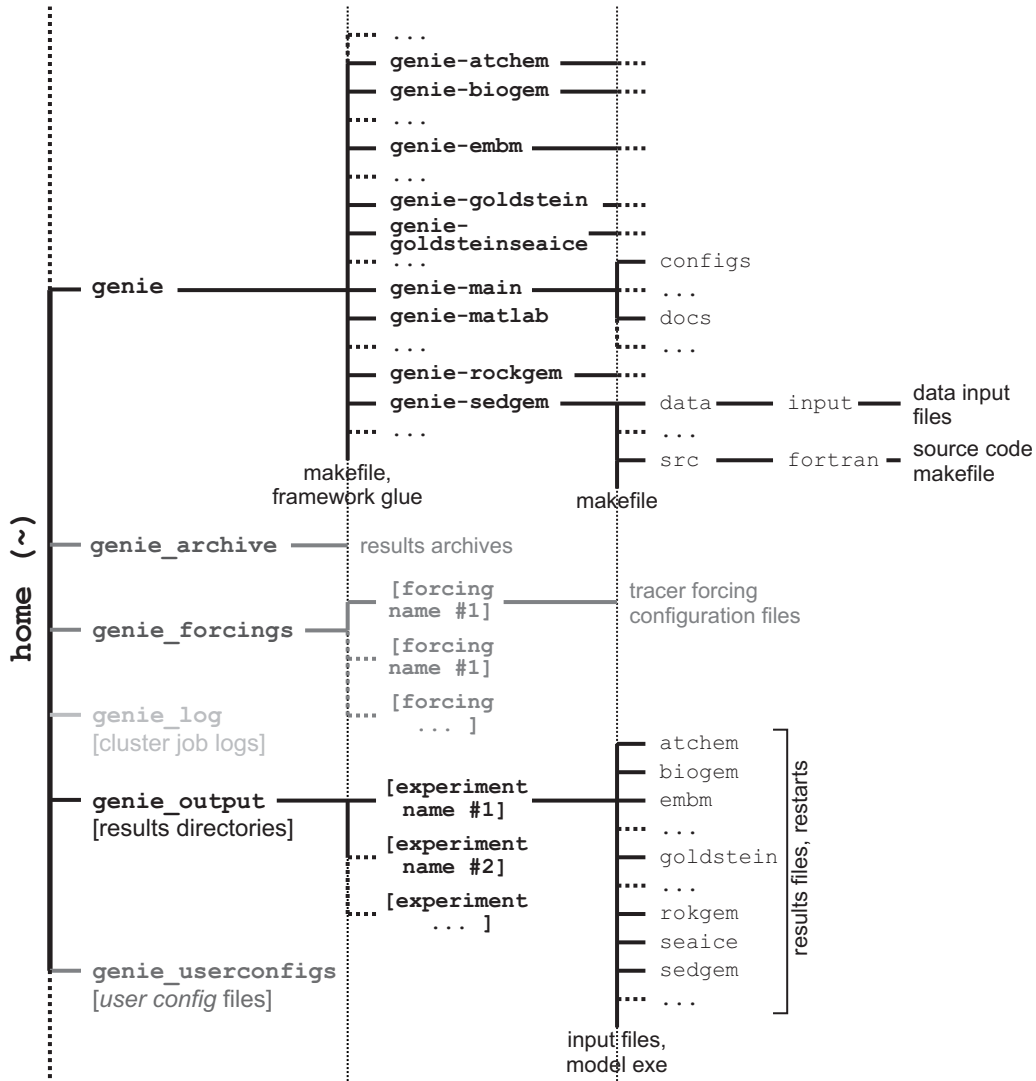 ...
genie-atchem
genie-biogem
...
genie-embm
...
genie-goldstein
genie-
goldsteinseaice
...
configs
genie
genie-main
...
genie-matlab
docs
...
...
genie-rockgem
genie-sedgem
data
input
data input
files
...
...
src
fortran
source code
makefile
makefile,
framework glue
makefile
home (~)
genie_archive
results archives
[forcing
name #1]
tracer forcing
configuration files
genie_forcings
[forcing
name #1]
genie_log
[cluster job logs]
[forcing
... ]
atchem
biogem
genie_output
[results directories]
[experiment
name #1]
embm
...
[experiment
name #2]
goldstein
...
[experiment
... ]
rokgem
seaice
sedgem
...
results files, restarts
genie_userconfigs
[user config files]
input files,
model exe